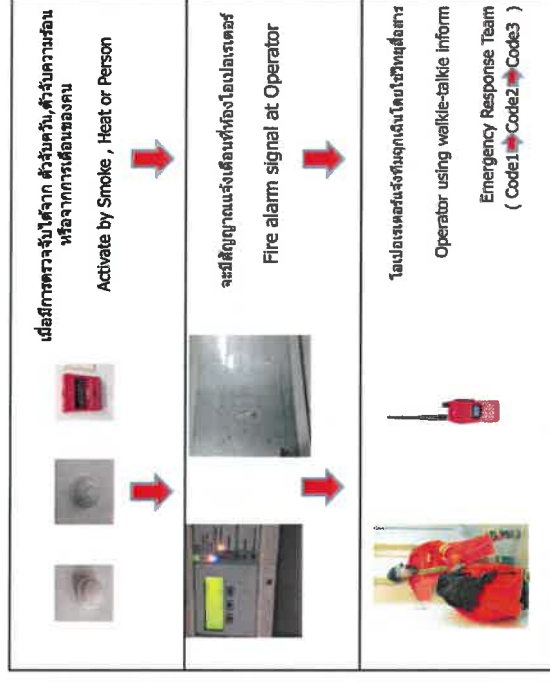 เมื่อมีการตรวจจับได้จาก ตัวจับควัน,ตัวจับความร้อน
หรือจากการเตือนของคน
Activate by Smoke , Heat or Person
จะมีสัญญาณแจ้งเตือนที่ห้องโอเปอเรเตอร์
Fire alarm signal at Operator
โอเปอเรเตอร์แจ้งทีมฉุกเฉินโดยใช้วิทยุสื่อสาร
Operator using walkie-talkie inform
Emergency Response Team
( Code1 Code2 Code3 )